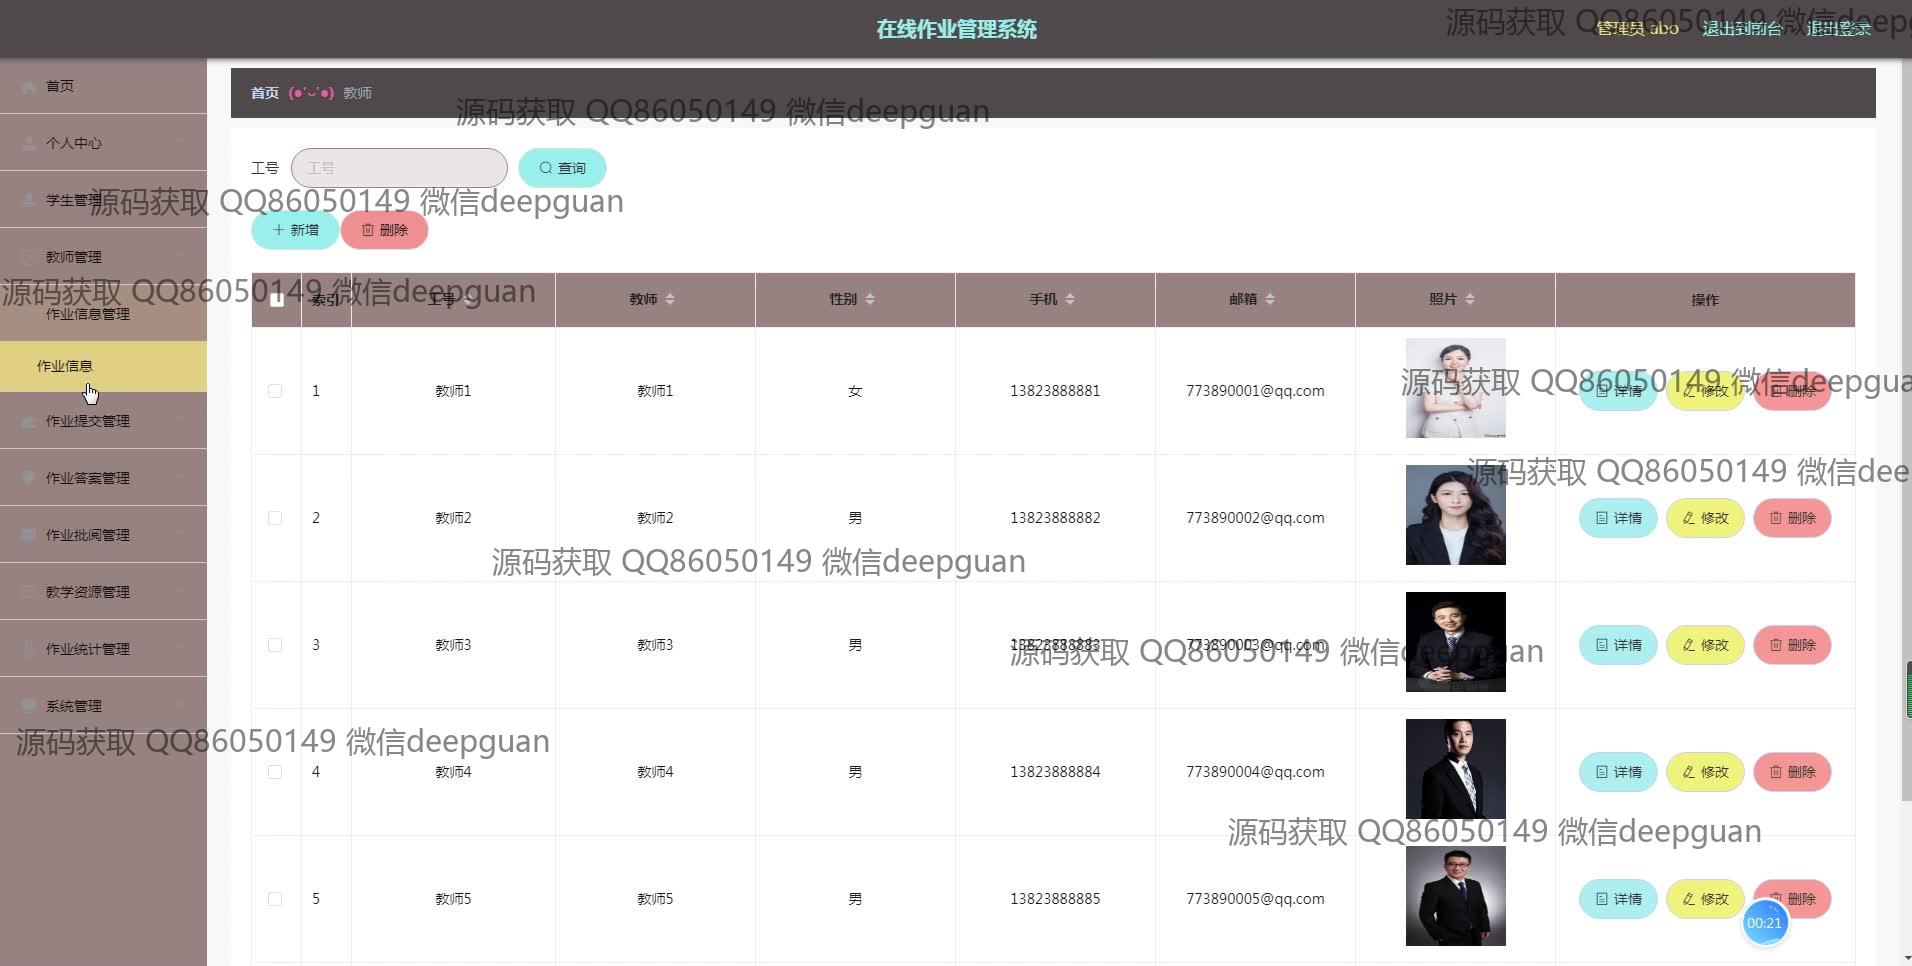 在线作业管理系统
管理员 abo 退出到前台 退出登录
源码获取 QQ86050149 微信deepg
首页
个人中心
学生管理
教师管理
作业信息管理
作业信息
作业提交管理
作业答案管理
作业批阅管理
教学资源管理
作业统计管理
系统管理
首页 (●'◡'●) 教师
源码获取 QQ86050149 微信deepguan
工号 工号 查询
源码获取 QQ86050149 微信deepguan
新增 删除
源码获取 QQ86050149 微信deepguan
索引 工号 教师 性别 手机 邮箱 照片 操作
1 教师1 教师1 女 13823888881 773890001@qq.com 详情 修改 删除
源码获取 QQ86050149 微信deepgua
源码获取 QQ86050149 微信dee
2 教师2 教师2 男 13823888882 773890002@qq.com 详情 修改 删除
源码获取 QQ86050149 微信deepguan
3 教师3 教师3 男 13823888883 773890003@qq.com 详情 修改 删除
源码获取 QQ86050149 微信deepguan
源码获取 QQ86050149 微信deepguan
4 教师4 教师4 男 13823888884 773890004@qq.com 详情 修改 删除
源码获取 QQ86050149 微信deepguan
5 教师5 教师5 男 13823888885 773890005@qq.com 详情 修改 删除
00:21